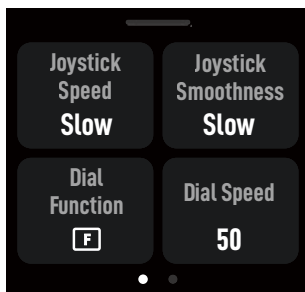 Joystick
Speed
Slow
Joystick
Smoothness
Slow
Dial
Function
F
Dial Speed
50